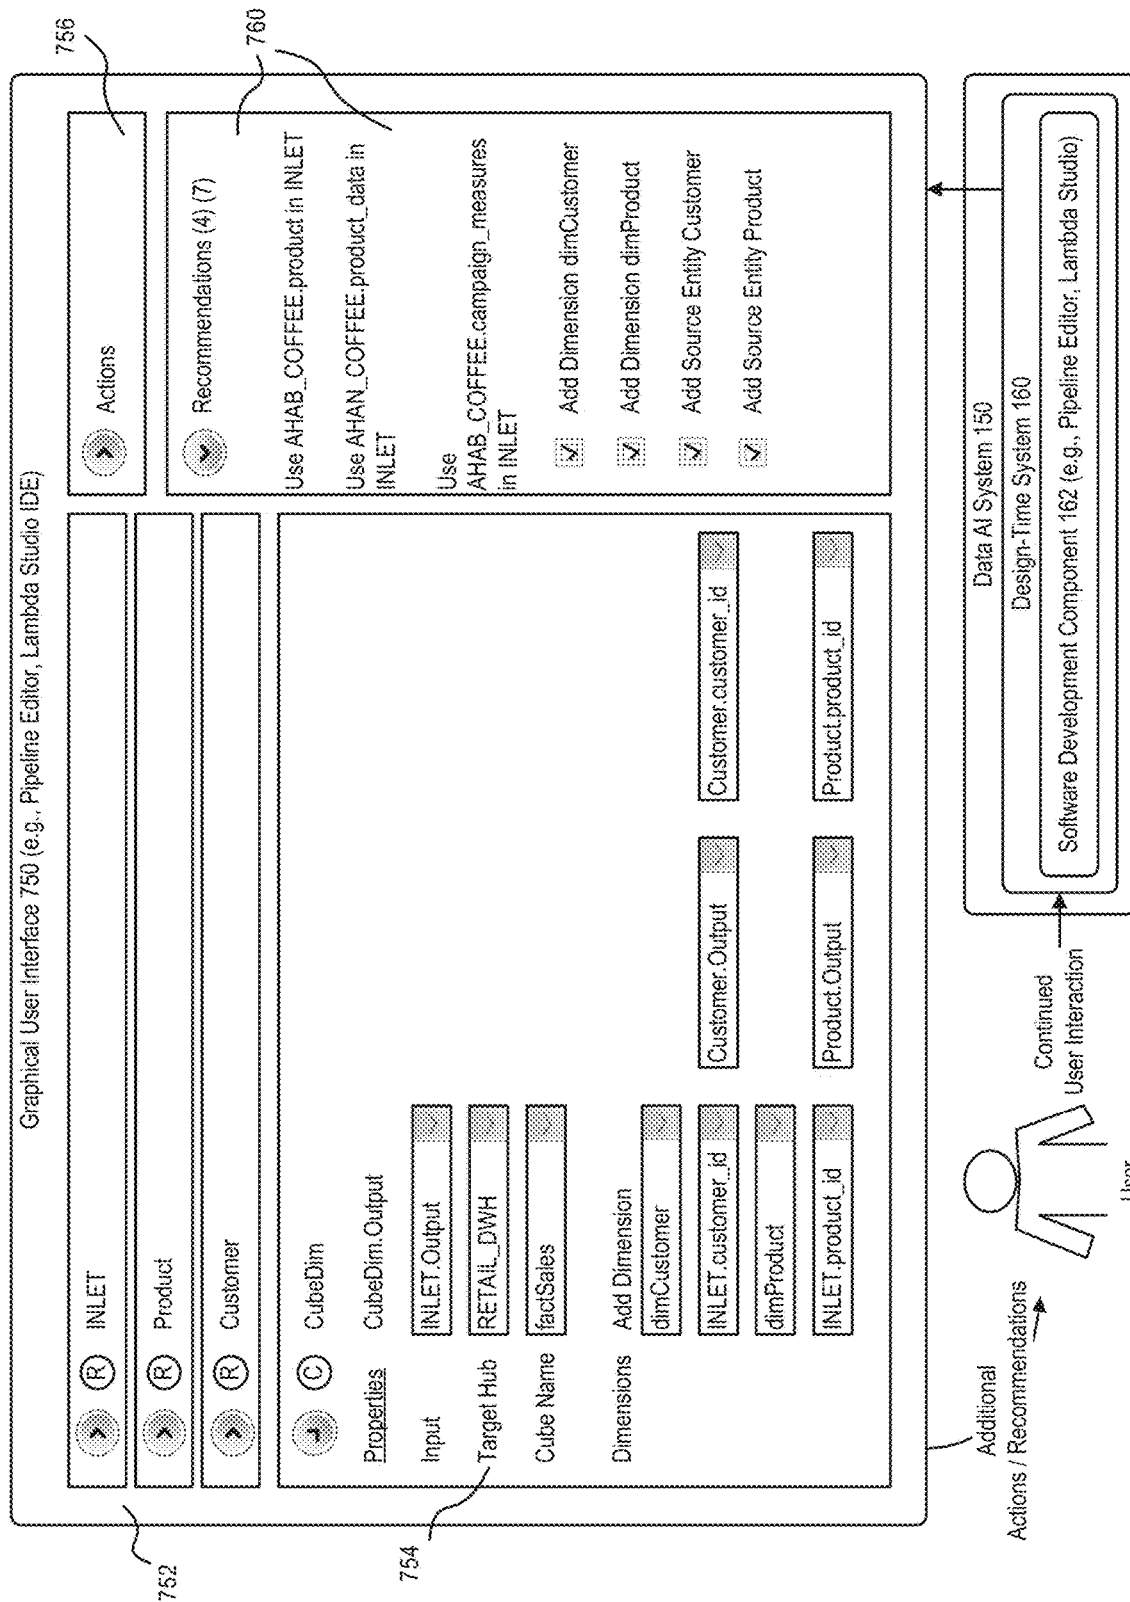 Graphical User Interface 750 (e.g., Pipeline Editor, Lambda Studio IDE)
752
R INLET
R Product
R Customer
C CubeDim
Properties CubeDim.Output
Input INLET.Output
754
Target Hub RETAIL_DWH
Cube Name factSales
Dimensions Add Dimension
dimCustomer
INLET.customer_id Customer.Output Customer.customer_id
dimProduct
INLET.product_id Product.Output Product.product_id
756
Actions
760
Recommendations (4) (7)
Use AHAB_COFFEE.product in INLET
Use AHAN_COFFEE.product_data in
INLET
Use
AHAB_COFFEE.campaign_measures
in INLET
Add Dimension dimCustomer
Add Dimension dimProduct
Add Source Entity Customer
Add Source Entity Product
Additional
Actions / Recommendations
User
Continued
User Interaction
Data AI System 150
Design-Time System 160
Software Development Component 162 (e.g., Pipeline Editor, Lambda Studio)